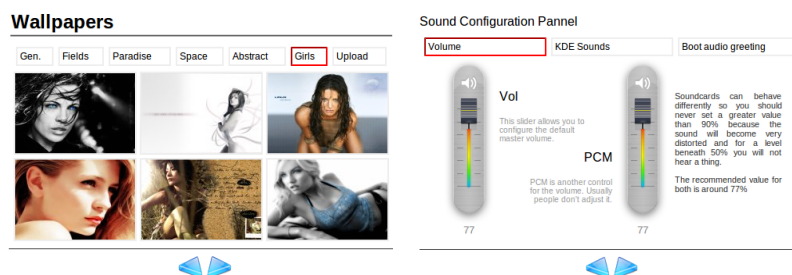 Wallpapers
Gen.
Fields
Paradise
Space
Abstract
Girls
Upload
Sound Configuration Pannel
Volume
KDE Sounds
Boot audio greeting
Vol
This slider allows you to
configure the default
master volume.
PCM
PCM is another control
for the volume. Usually
people don't adjust it.
77
77
Soundcards can behave
differently so you should
never set a greater value
than 90% because the
sound will become very
distorted and for a level
beneath 50% you will not
hear a thing.
The recommended value for
both is around 77%